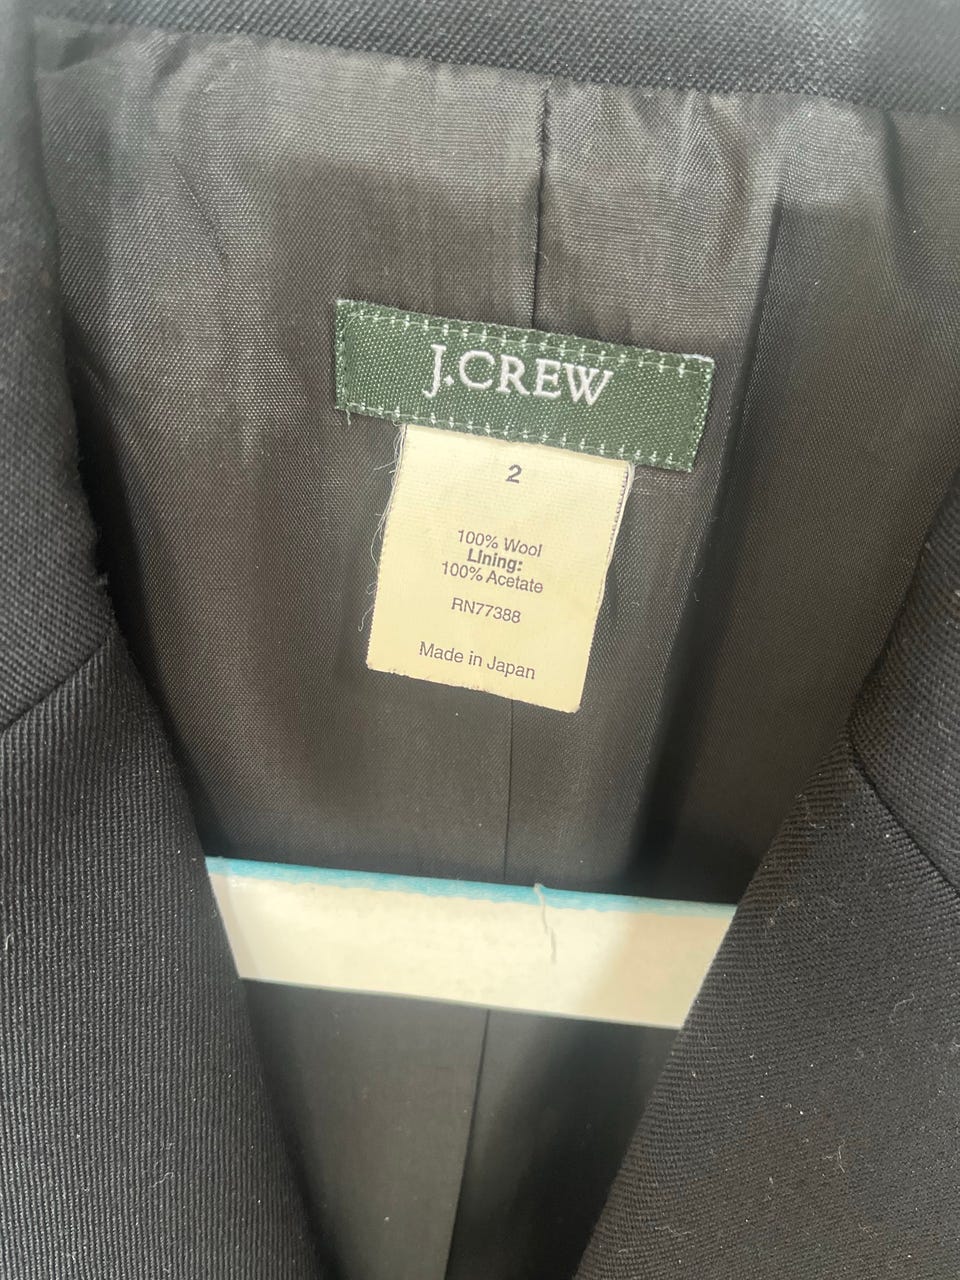 J.CREW
2
100% Wool
Lining:
100% Acetate
RN77388
Made in Japan